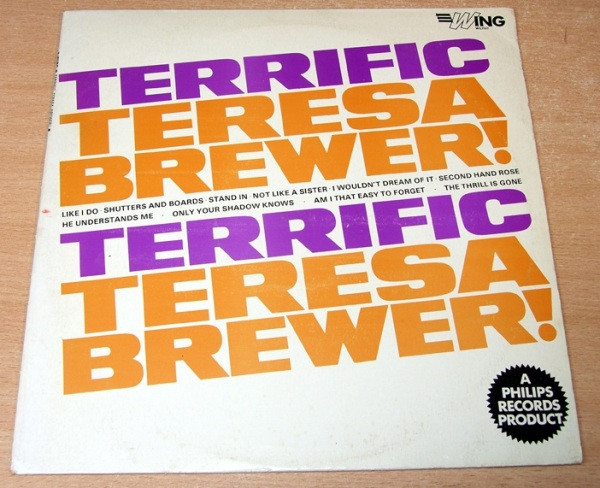 WING
TERRIFIC
TERESA
BREWER!
LIKE I DO · SHUTTERS AND BOARDS · STAND IN · NOT LIKE A SISTER · I WOULDN'T DREAM OF IT · SECOND HAND ROSE
HE UNDERSTANDS ME · ONLY YOUR SHADOW KNOWS · AM I THAT EASY TO FORGET · THE THRILL IS GONE
TERRIFIC
TERESA
BREWER!
A
PHILIPS
RECORDS
PRODUCT